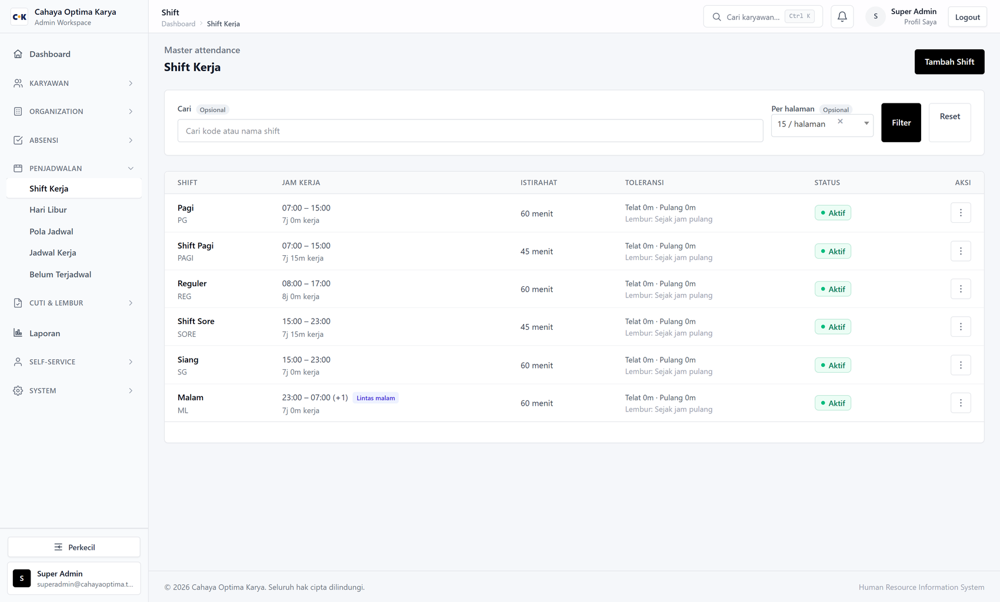 C•K
Cahaya Optima Karya
Admin Workspace
Dashboard
KARYAWAN
ORGANIZATION
ABSENSI
PENJADWALAN
Shift Kerja
Hari Libur
Pola Jadwal
Jadwal Kerja
Belum Terjadwal
CUTI & LEMBUR
Laporan
SELF-SERVICE
SYSTEM
Perkecil
S
Super Admin
superadmin@cahayaoptima.t...
Shift
Dashboard > Shift Kerja
Cari karyawan... Ctrl K
S
Super Admin
Profil Saya
Logout
Master attendance
Shift Kerja
Tambah Shift
Cari Opsional
Cari kode atau nama shift
Per halaman Opsional
15 / halaman ×
Filter
Reset
SHIFT JAM KERJA ISTIRAHAT TOLERANSI STATUS AKSI
Pagi 07:00 – 15:00 60 menit Telat 0m · Pulang 0m Aktif
PG 7j 0m kerja Lembur: Sejak jam pulang
Shift Pagi 07:00 – 15:00 45 menit Telat 0m · Pulang 0m Aktif
PAGI 7j 15m kerja Lembur: Sejak jam pulang
Reguler 08:00 – 17:00 60 menit Telat 0m · Pulang 0m Aktif
REG 8j 0m kerja Lembur: Sejak jam pulang
Shift Sore 15:00 – 23:00 45 menit Telat 0m · Pulang 0m Aktif
SORE 7j 15m kerja Lembur: Sejak jam pulang
Siang 15:00 – 23:00 60 menit Telat 0m · Pulang 0m Aktif
SG 7j 0m kerja Lembur: Sejak jam pulang
Malam 23:00 – 07:00 (+1) Lintas malam 60 menit Telat 0m · Pulang 0m Aktif
ML 7j 0m kerja Lembur: Sejak jam pulang
© 2026 Cahaya Optima Karya. Seluruh hak cipta dilindungi.
Human Resource Information System